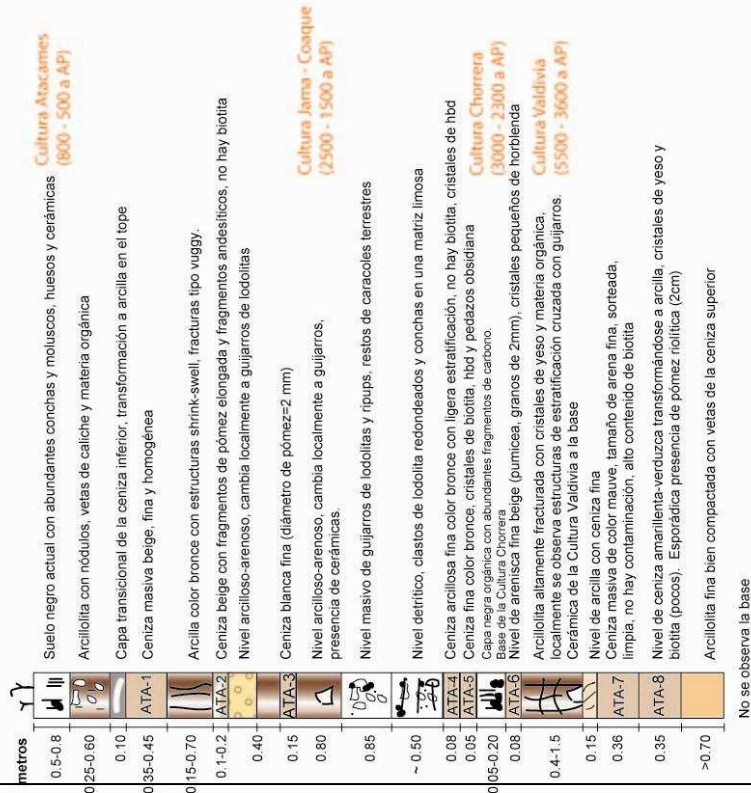 metros
0.5-0.8
Suelo negro actual con abundantes conchas y moluscos, huesos y cerámicas
Cultura Atacames
(800 - 500 a AP)
0.25-0.60
Arcillolita con nódulos, vetas de caliche y materia orgánica
0.10
Capa transicional de la ceniza inferior, transformación a arcilla en el tope
0.35-0.45
ATA-1
Ceniza masiva beige, fina y homogénea
0.15-0.70
Arcilla color bronce con estructuras shrink-swell, fracturas tipo vuggy.
0.1-0.2
ATA-2
Ceniza beige con fragmentos de pómez elongada y fragmentos andesíticos, no hay biotita
0.40
Nivel arcilloso-arenoso, cambia localmente a guijarros de lodolitas
0.15
ATA-3
Ceniza blanca fina (diámetro de pómez=2 mm)
0.80
Nivel arcilloso-arenoso, cambia localmente a guijarros,
presencia de cerámicas.
Cultura Jama - Coaque
(2500 - 1500 a AP)
0.85
Nivel masivo de guijarros de lodolitas y ripups, restos de caracoles terrestres
~ 0.50
Nivel detrítico, clastos de lodolita redondeados y conchas en una matriz limosa
0.08
ATA-4
Ceniza arcillosa fina color bronce con ligera estratificación, no hay biotita, cristales de hbd
0.05
ATA-5
Ceniza fina color bronce, cristales de biotita, hbd y pedazos obsidiana
0.05-0.20
Capa negra orgánica con abundantes fragmentos de carbono.
Base de la Cultura Chorrera
Cultura Chorrera
(3000 - 2300 a AP)
0.08
ATA-6
Nivel de arenisca fina beige (pumicea, granos de 2mm), cristales pequeños de horblenda
0.4-1.5
Arcillolita altamente fracturada con cristales de yeso y materia orgánica,
localmente se observa estructuras de estratificación cruzada con guijarros.
Cerámica de la Cultura Valdivia a la base
Cultura Valdivia
(5500 - 3600 a AP)
0.15
Nivel de arcilla con ceniza fina
0.36
ATA-7
Ceniza masiva de color mauve, tamaño de arena fina, sorteada,
limpia, no hay contaminación, alto contenido de biotita
0.35
ATA-8
Nivel de ceniza amarillenta-verduzca transformándose a arcilla, cristales de yeso y
biotita (pocos). Esporádica presencia de pómez riolítica (2cm)
>0.70
Arcillolita fina bien compactada con vetas de la ceniza superior
No se observa la base